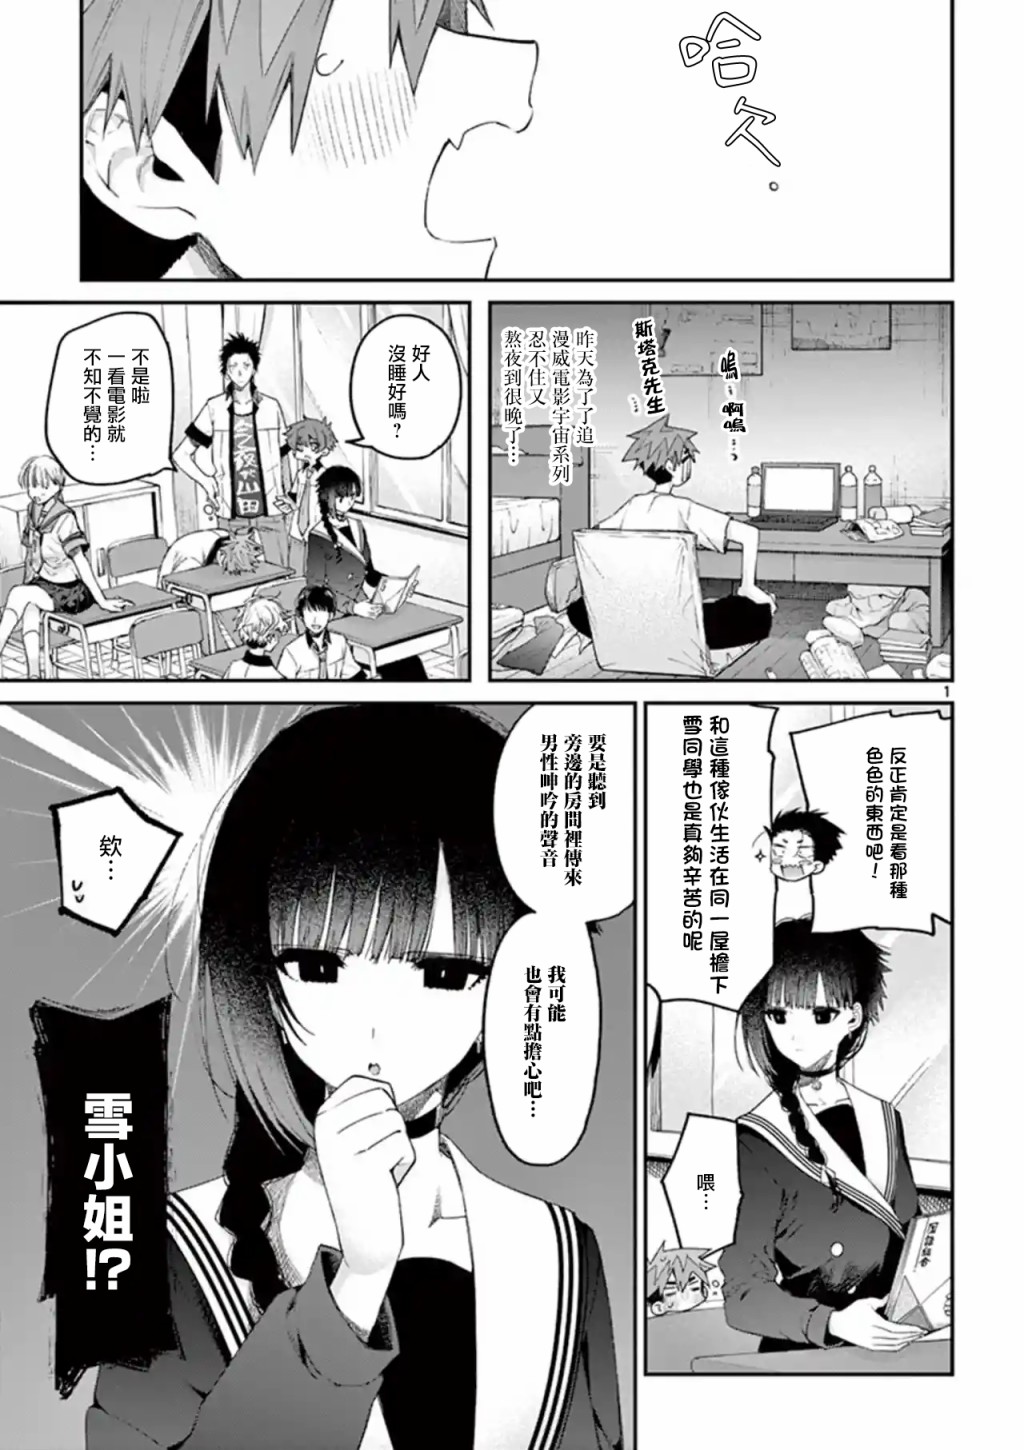 哈欠。
好人
沒睡好嗎?
不是啦
一看電影就
不知不覺的…
嗚…啊嗚…
斯塔克先生…
昨天為了了追
漫威電影宇宙系列
忍不住又
熬夜到很晚了…
1
反正肯定是看那種
色色的東西吧!
和這種傢伙生活在同一屋檐下
雪同學也是真夠辛苦的呢
喂…
要是聽到
旁邊的房間裡傳來
男性呻吟的聲音
我可能
也會有點擔心吧…
欸…
雪小姐!?